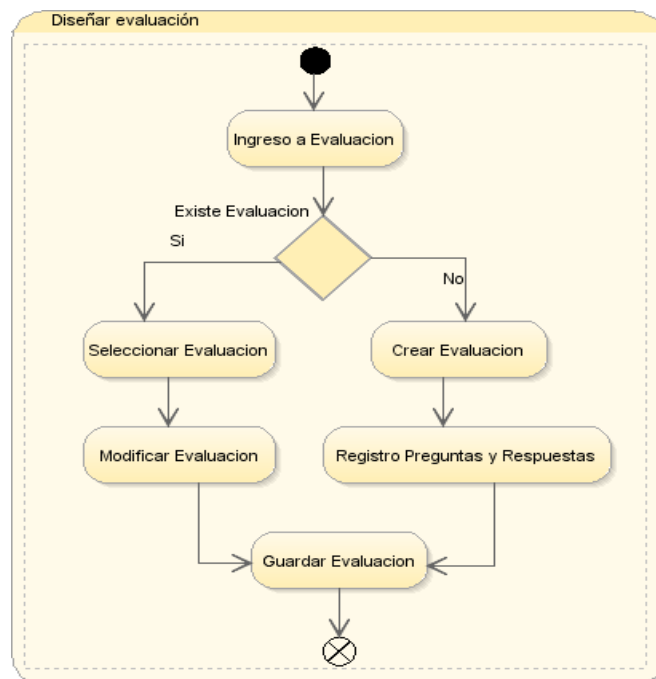 Diseñar evaluación
Ingreso a Evaluacion
Existe Evaluacion
Si
No
Seleccionar Evaluacion
Crear Evaluacion
Modificar Evaluacion
Registro Preguntas y Respuestas
Guardar Evaluacion